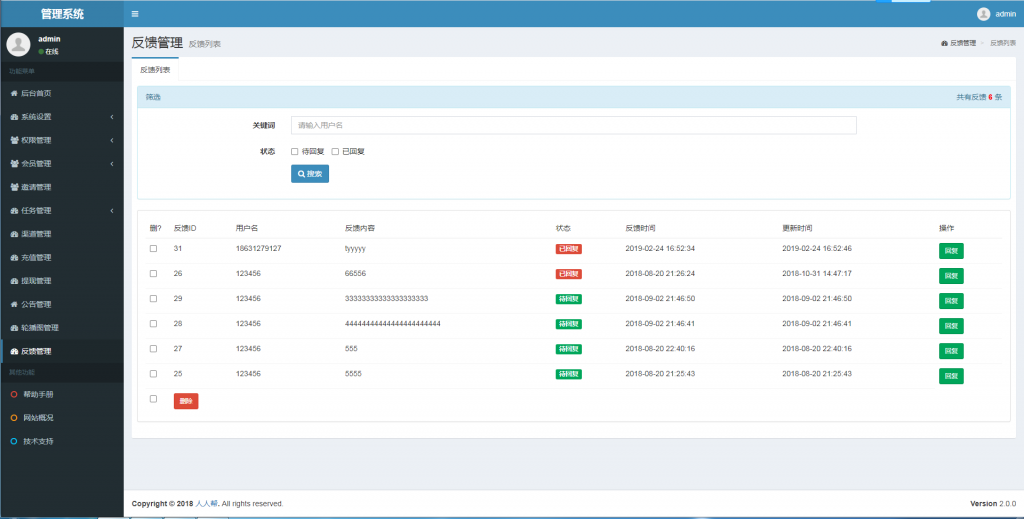 管理系统
admin
admin
在线
功能菜单
后台首页
系统设置
权限管理
会员管理
邀请管理
任务管理
渠道管理
充值管理
提现管理
公告管理
轮播图管理
反馈管理
其他功能
帮助手册
网站概况
技术支持
反馈管理 反馈列表
反馈管理 反馈列表
反馈列表
筛选 共有反馈 6 条
关键词 请输入用户名
状态 待回复 已回复
搜索
删? 反馈ID 用户名 反馈内容 状态 反馈时间 更新时间 操作
31 18631279127 tyyyyy 已回复 2019-02-24 16:52:34 2019-02-24 16:52:46 回复
26 123456 66556 已回复 2018-08-20 21:26:24 2018-10-31 14:47:17 回复
29 123456 33333333333333333333 待回复 2018-09-02 21:46:50 2018-09-02 21:46:50 回复
28 123456 44444444444444444444444 待回复 2018-09-02 21:46:41 2018-09-02 21:46:41 回复
27 123456 555 待回复 2018-08-20 22:40:16 2018-08-20 22:40:16 回复
25 123456 5555 待回复 2018-08-20 21:25:43 2018-08-20 21:25:43 回复
删除
Copyright © 2018 人人帮. All rights reserved. Version 2.0.0